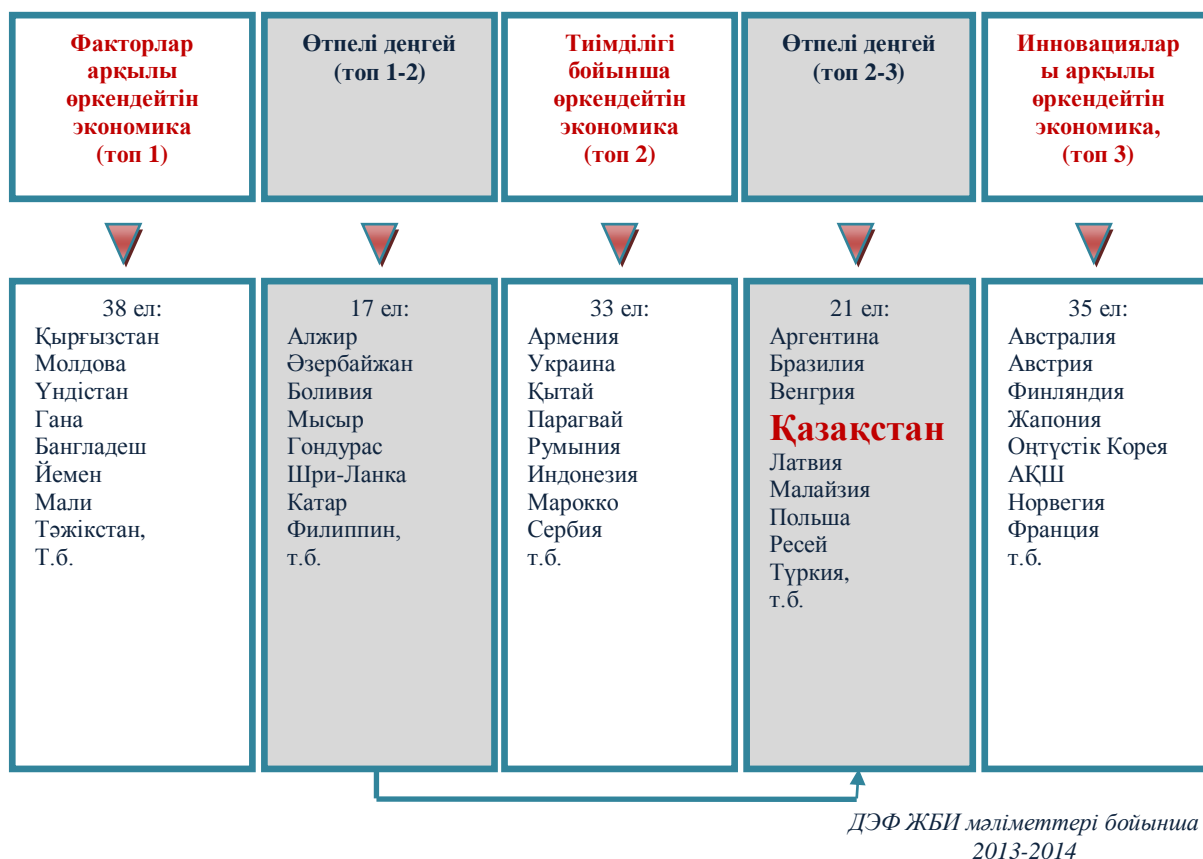 Факторлар
арқылы
өркендейтін
экономика
(топ 1)
Өтпелі деңгей
(топ 1-2)
Тиімділігі
бойынша
өркендейтін
экономика
(топ 2)
Өтпелі деңгей
(топ 2-3)
Инновациялар
ы арқылы
өркендейтін
экономика,
(топ 3)
38 ел:
Қырғызстан
Молдова
Үндістан
Гана
Бангладеш
Йемен
Мали
Тәжікстан,
Т.б.
17 ел:
Алжир
Әзербайжан
Боливия
Мысыр
Гондурас
Шри-Ланка
Катар
Филиппин,
т.б.
33 ел:
Армения
Украина
Қытай
Парагвай
Румыния
Индонезия
Марокко
Сербия
т.б.
21 ел:
Аргентина
Бразилия
Венгрия
Қазақстан
Латвия
Малайзия
Польша
Ресей
Түркия,
т.б.
35 ел:
Австралия
Австрия
Финляндия
Жапония
Оңтүстік Корея
АҚШ
Норвегия
Франция
т.б.
ДЭФ ЖБИ мәліметтері бойынша
2013-2014